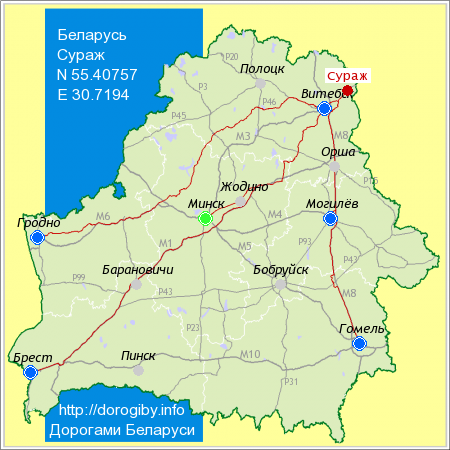 Беларусь
Сураж
N 55.40757
E 30.7194
P20
Полоцк
Сураж
P3
P46
Витебск
P45
M3
M8
Орша
Жодино
Минск
Могилёв
M6
M4
Гродно
M1
M5
P93
P43
Барановичи
Бобруйск
P99
P43
M8
P23
Гомель
Брест
Пинск
M10
P31
http://dorogiby.info
Дорогами Беларуси